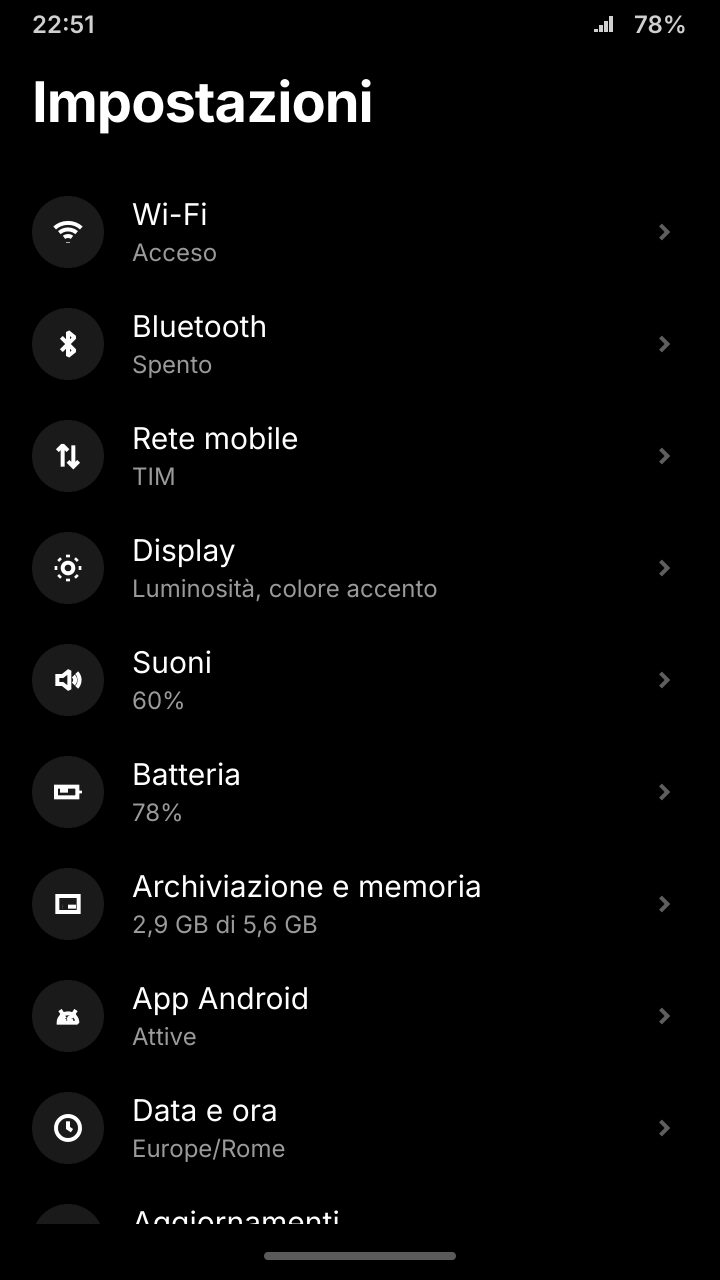 22:51
78%
Impostazioni
Wi-Fi
Acceso
Bluetooth
Spento
Rete mobile
TIM
Display
Luminosità, colore accento
Suoni
60%
Batteria
78%
Archiviazione e memoria
2,9 GB di 5,6 GB
App Android
Attive
Data e ora
Europe/Rome
Aggiornamenti